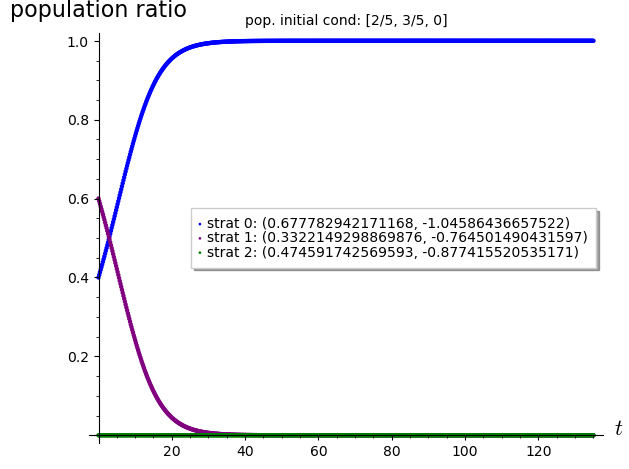 population ratio
pop. initial cond: [2/5, 3/5, 0]
1.0
0.8
0.6
0.4
0.2
strat 0: (0.677782942171168, -1.04586436657522)
strat 1: (0.3322149298869876, -0.764501490431597)
strat 2: (0.474591742569593, -0.877415520535171)
20 40 60 80 100 120
t